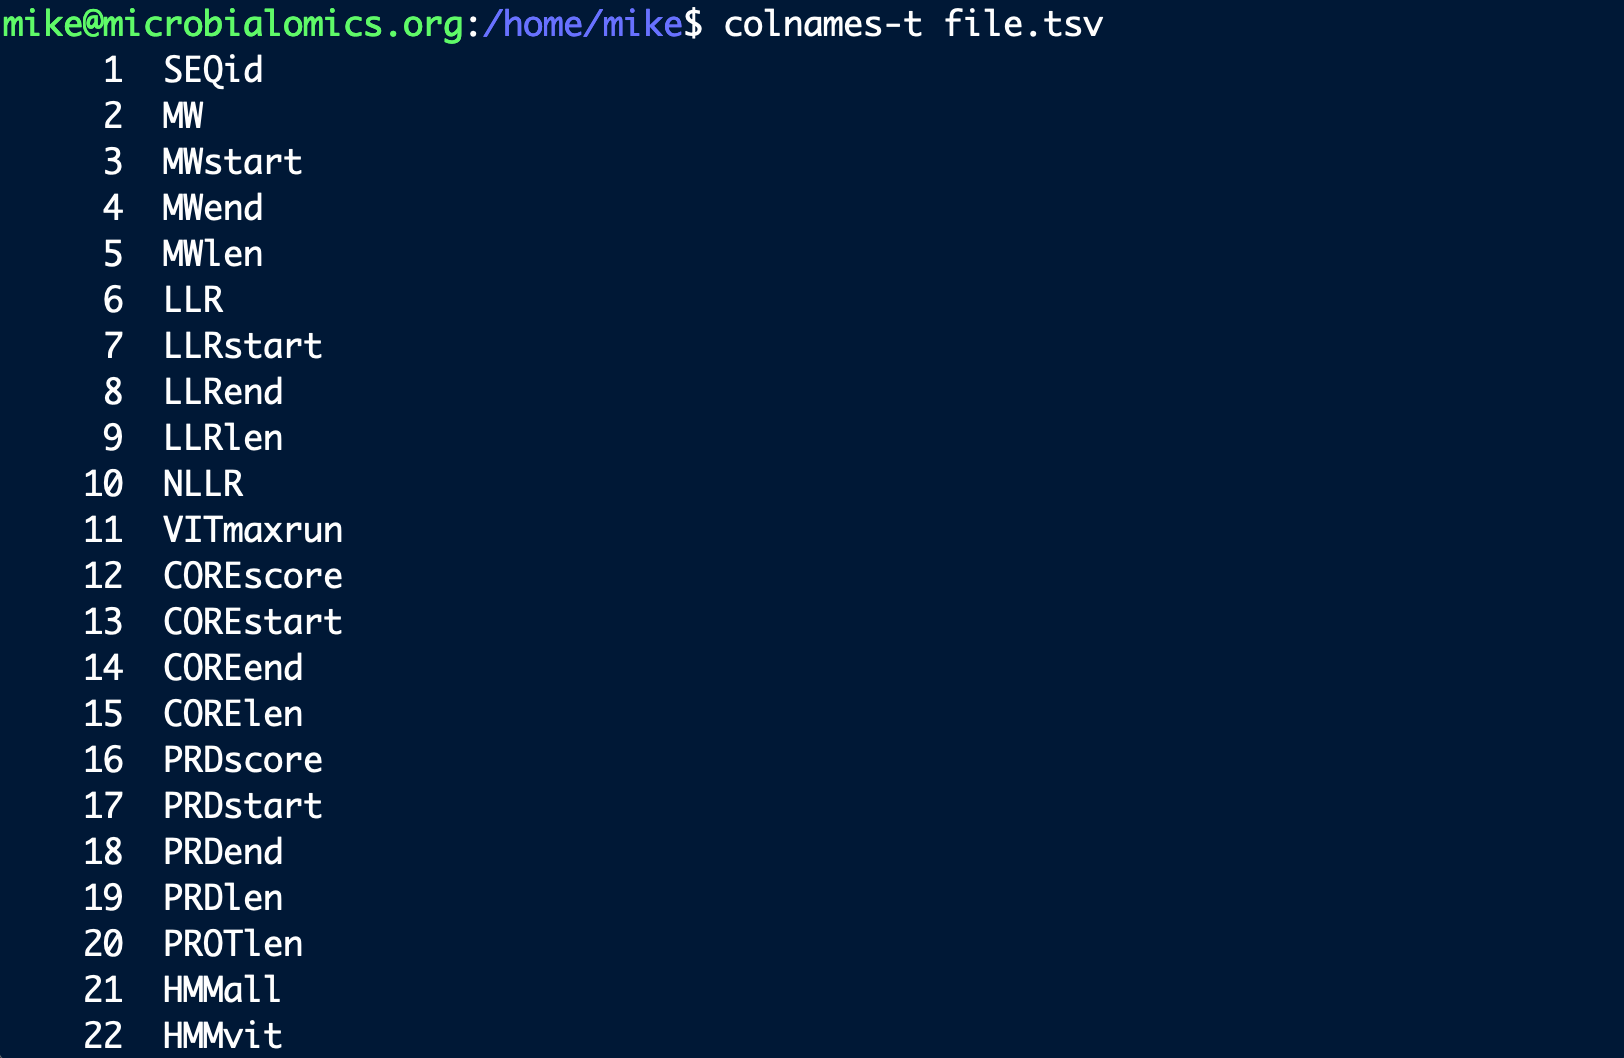 mike@microbialomics.org:/home/mike$ colnames-t file.tsv
1 SEQid
2 MW
3 MWstart
4 MWend
5 MWlen
6 LLR
7 LLRstart
8 LLRend
9 LLRlen
10 NLLR
11 VITmaxrun
12 COREscore
13 COREstart
14 COREend
15 CORElen
16 PRDscore
17 PRDstart
18 PRDend
19 PRDlen
20 PROTlen
21 HMMall
22 HMMvit